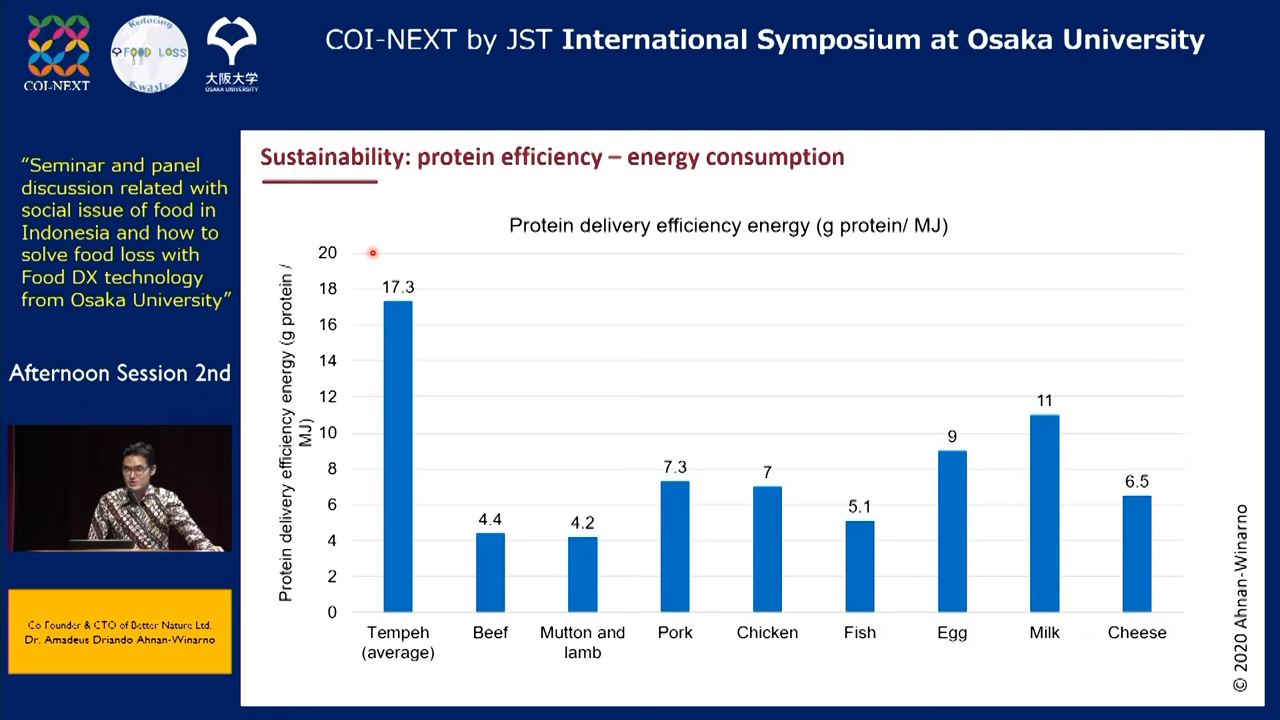 COI-NEXT
Reducing
FOOD LOSS
&waste
大阪大学
OSAKA UNIVERSITY
COI-NEXT by JST International Symposium at Osaka University
“Seminar and panel
discussion related with
social issue of food in
Indonesia and how to
solve food loss with
Food DX technology
from Osaka University”
Afternoon Session 2nd
Co Founder & CTO of Better Nature Ltd.
Dr. Amadeus Driando Ahnan-Winarno
Sustainability: protein efficiency – energy consumption
Protein delivery efficiency energy (g protein/ MJ)
Protein delivery efficiency energy (g protein /
MJ)
20
18
16
14
12
10
8
6
4
2
0
17.3
4.4
4.2
7.3
7
5.1
9
11
6.5
Tempeh
(average)
Beef
Mutton and
lamb
Pork
Chicken
Fish
Egg
Milk
Cheese
© 2020 Ahnan-Winarno